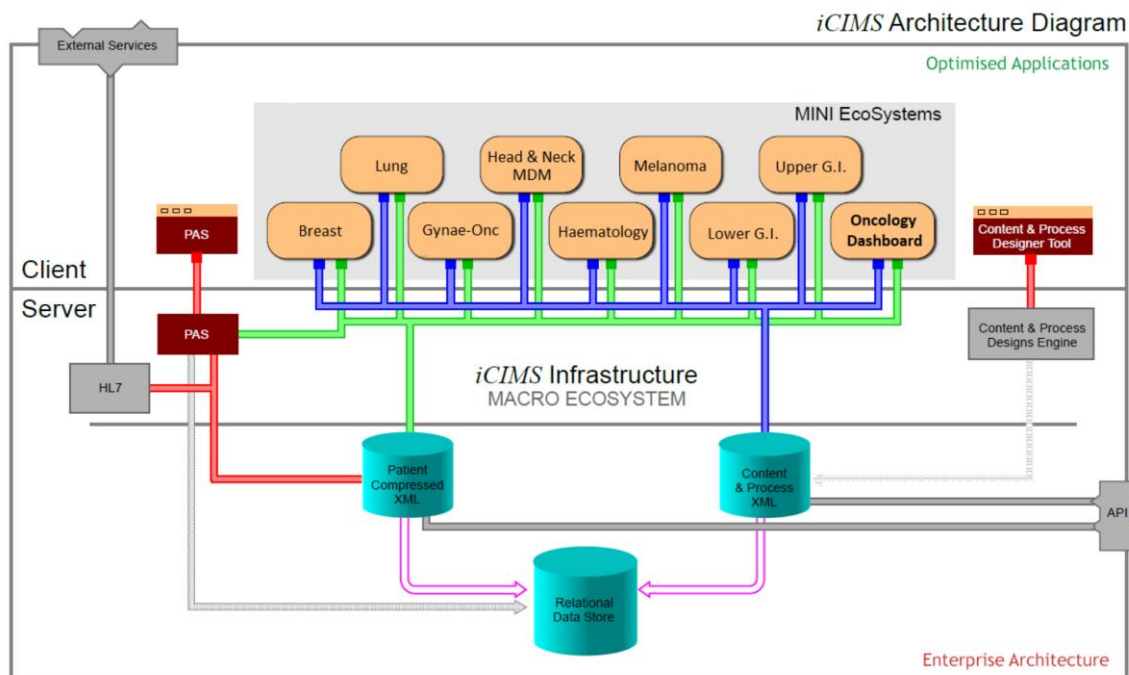 iCIMS Architecture Diagram
External Services
Optimised Applications
MINI EcoSystems
Lung
Head & Neck
MDM
Melanoma
Upper G.I.
Breast
Gynae-Onc
Haematology
Lower G.I.
Oncology
Dashboard
PAS
Content & Process
Designer Tool
Client
Server
PAS
Content & Process
Designs Engine
HL7
iCIMS Infrastructure
MACRO ECOSYSTEM
Patient
Compressed
XML
Content
& Process
XML
API
Relational
Data Store
Enterprise Architecture